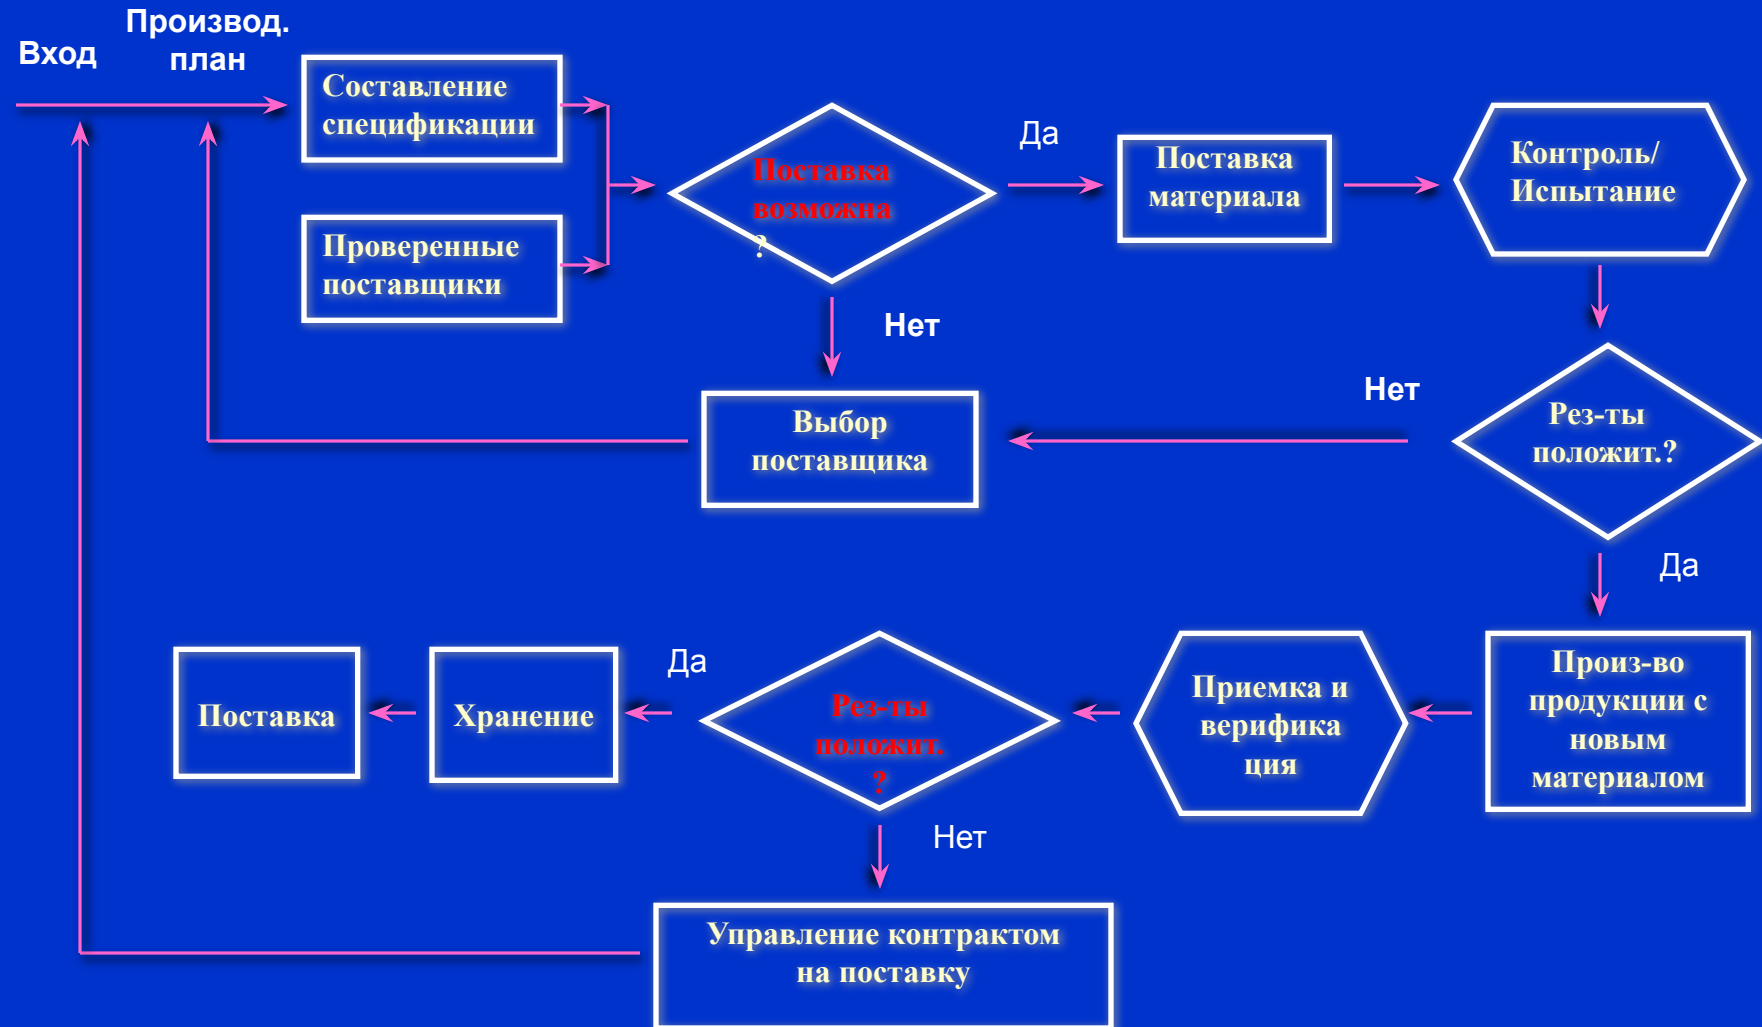 Вход
Производ.
план
Составление
спецификации
Проверенные
поставщики
Поставка
возможна
?
Да
Поставка
материала
Контроль/
Испытание
Нет
Выбор
поставщика
Нет
Рез-ты
положит.?
Да
Произ-во
продукции с
новым
материалом
Приемка и
верифика
ция
Рез-ты
положит.
?
Да
Хранение
Поставка
Нет
Управление контрактом
на поставку